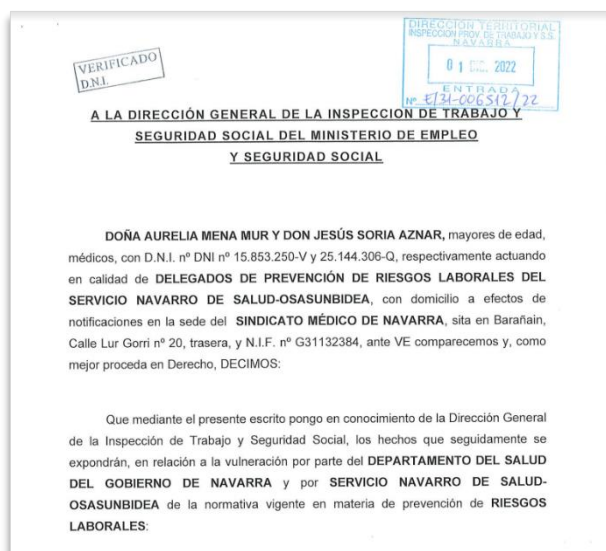 DIRECCIÓN TERRITORIAL
INSPECCIÓN PROV. DE TRABAJO Y S.S.
NAVARRA
VERIFICADO
D.N.I.
0 1 DIC. 2022
ENTRADA
Nº E/31-006512/22
A LA DIRECCIÓN GENERAL DE LA INSPECCION DE TRABAJO Y
SEGURIDAD SOCIAL DEL MINISTERIO DE EMPLEO
Y SEGURIDAD SOCIAL
DOÑA AURELIA MENA MUR Y DON JESÚS SORIA AZNAR, mayores de edad,
médicos, con D.N.I. nº DNI nº 15.853.250-V y 25.144.306-Q, respectivamente actuando
en calidad de DELEGADOS DE PREVENCIÓN DE RIESGOS LABORALES DEL
SERVICIO NAVARRO DE SALUD-OSASUNBIDEA, con domicilio a efectos de
notificaciones en la sede del SINDICATO MÉDICO DE NAVARRA, sita en Barañain,
Calle Lur Gorri nº 20, trasera, y N.I.F. nº G31132384, ante VE comparecemos y, como
mejor proceda en Derecho, DECIMOS:
Que mediante el presente escrito pongo en conocimiento de la Dirección General
de la Inspección de Trabajo y Seguridad Social, los hechos que seguidamente se
expondrán, en relación a la vulneración por parte del DEPARTAMENTO DEL SALUD
DEL GOBIERNO DE NAVARRA y por SERVICIO NAVARRO DE SALUD-
OSASUNBIDEA de la normativa vigente en materia de prevención de RIESGOS
LABORALES: